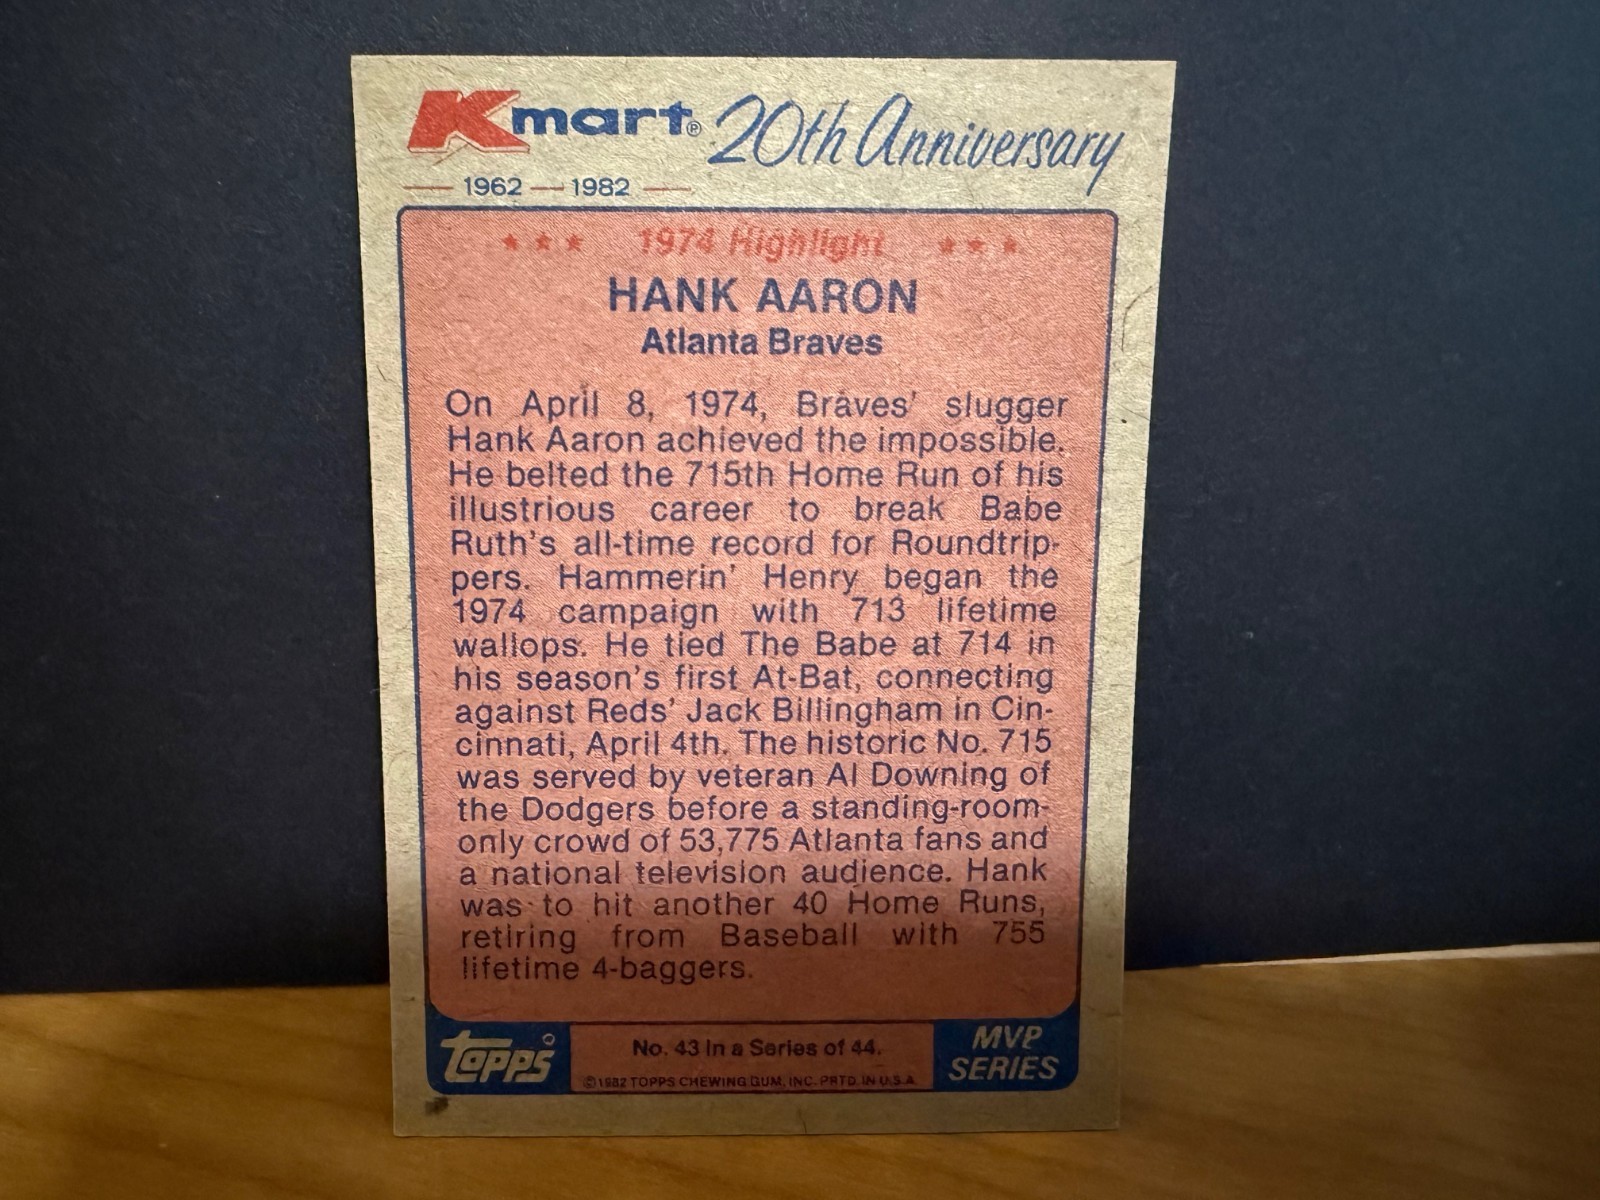 Kmart® 20th Anniversary
1962 — 1982
★ ★ ★ 1974 Highlight ★ ★ ★
HANK AARON
Atlanta Braves
On April 8, 1974, Braves' slugger
Hank Aaron achieved the impossible.
He belted the 715th Home Run of his
illustrious career to break Babe
Ruth's all-time record for Roundtrip-
pers. Hammerin' Henry began the
1974 campaign with 713 lifetime
wallops. He tied The Babe at 714 in
his season's first At-Bat, connecting
against Reds' Jack Billingham in Cin-
cinnati, April 4th. The historic No. 715
was served by veteran Al Downing of
the Dodgers before a standing-room-
only crowd of 53,775 Atlanta fans and
a national television audience. Hank
was to hit another 40 Home Runs,
retiring from Baseball with 755
lifetime 4-baggers.
TOPPS
No. 43 in a Series of 44.
©1982 TOPPS CHEWING GUM, INC. PRTD. IN U.S.A.
MVP
SERIES